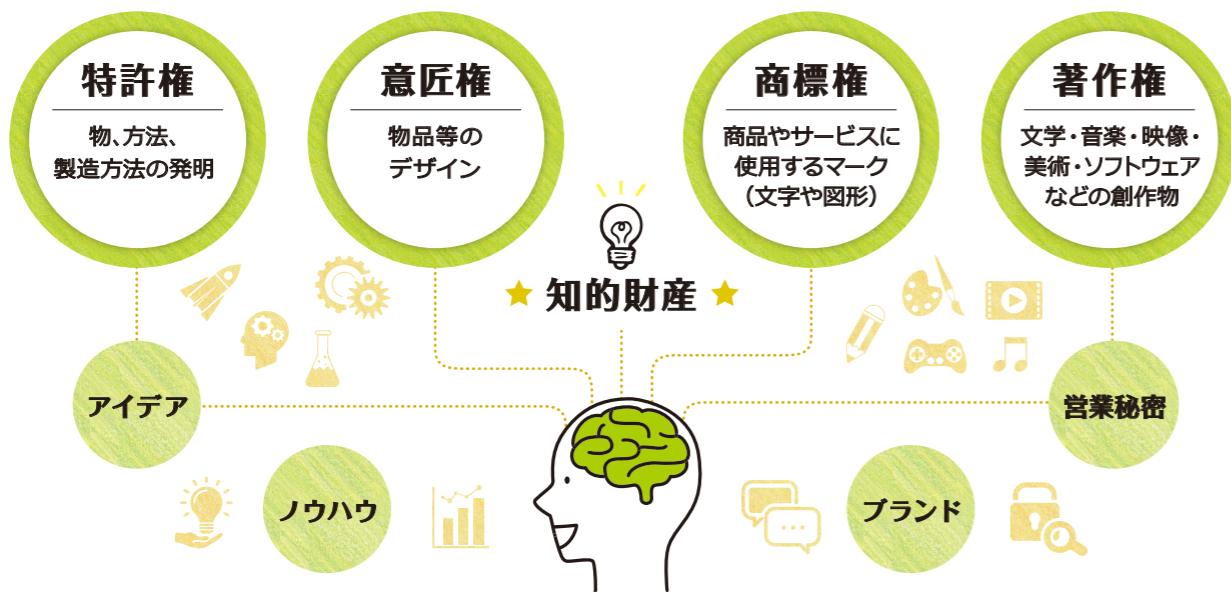 特許権
物、方法、
製造方法の発明
意匠権
物品等の
デザイン
商標権
商品やサービスに
使用するマーク
(文字や図形)
著作権
文学・音楽・映像・
美術・ソフトウェア
などの創作物
知的財産
アイデア
営業秘密
ノウハウ
ブランド